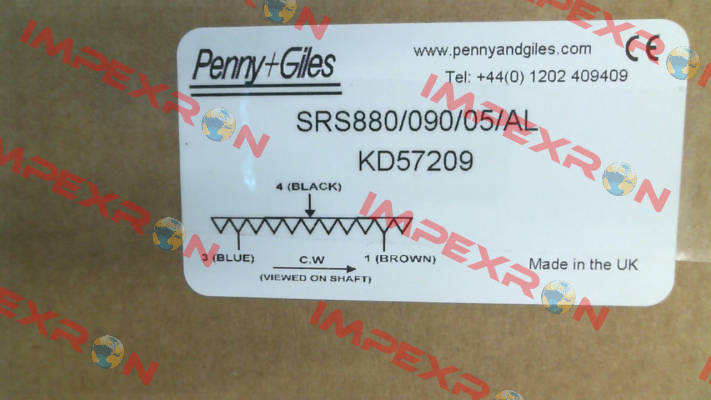 Penny+Giles
www.pennyandgiles.com
CE
Tel: +44(0) 1202 409409
SRS880/090/05/AL
KD57209
4 (BLACK)
3 (BLUE)
C.W
1 (BROWN)
(VIEWED ON SHAFT)
Made in the UK
IMPEXRON
IMPEXRON
IMPEXRON
IMPEXRON
IMPEXRON
IMPEXRON